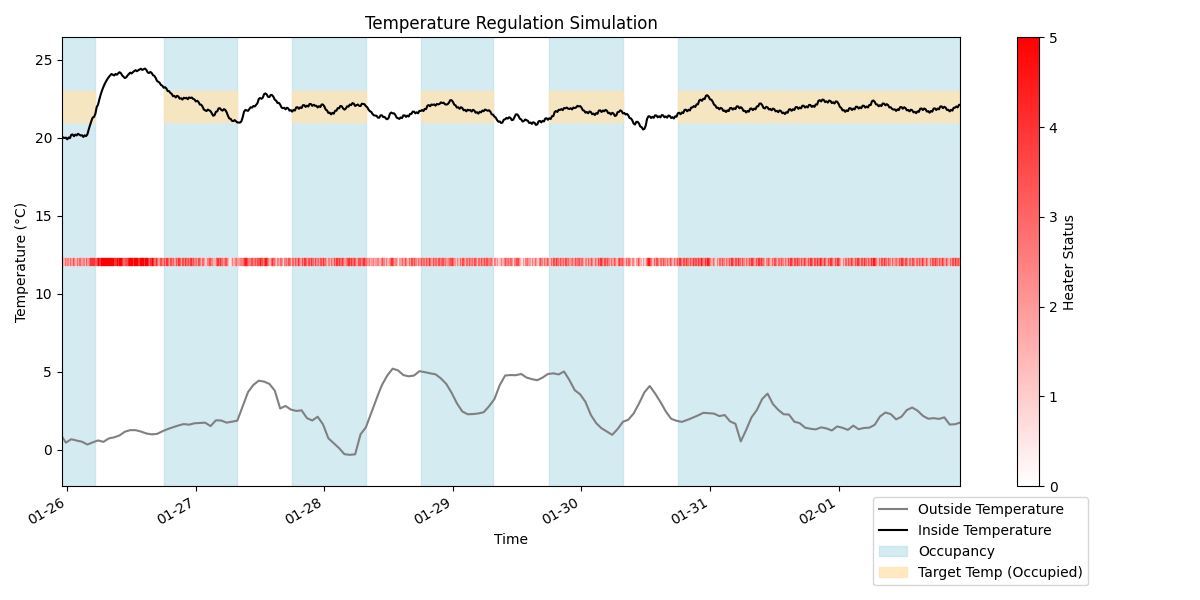 Temperature Regulation Simulation
25
20
15
10
5
0
Temperature (°C)
01-26
01-27
01-28
01-29
01-30
01-31
02-01
Time
5
4
3
2
1
0
Heater Status
Outside Temperature
Inside Temperature
Occupancy
Target Temp (Occupied)